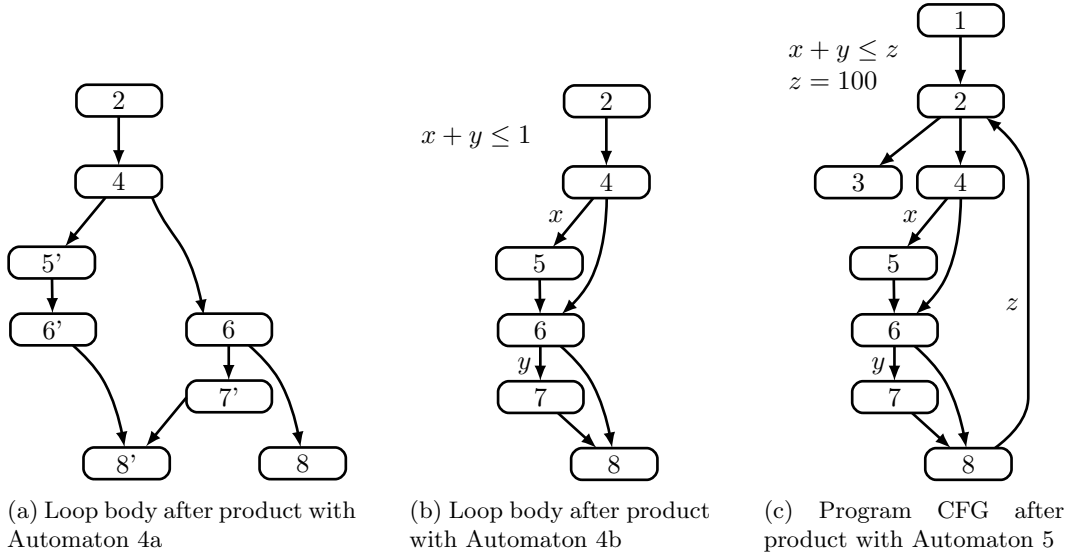 2
4
5'
6'
6
7'
8'
8
(a) Loop body after product with
Automaton 4a
x + y ≤ 1
2
4
x
5
6
y
7
8
(b) Loop body after product
with Automaton 4b
1
x + y ≤ z
z = 100
2
3
4
x
5
z
6
y
7
8
(c) Program CFG after
product with Automaton 5